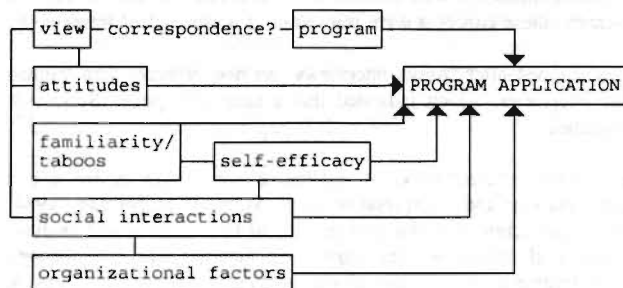 view correspondence? program
attitudes PROGRAM APPLICATION
familiarity/
taboos
self-efficacy
social interactions
organizational factors